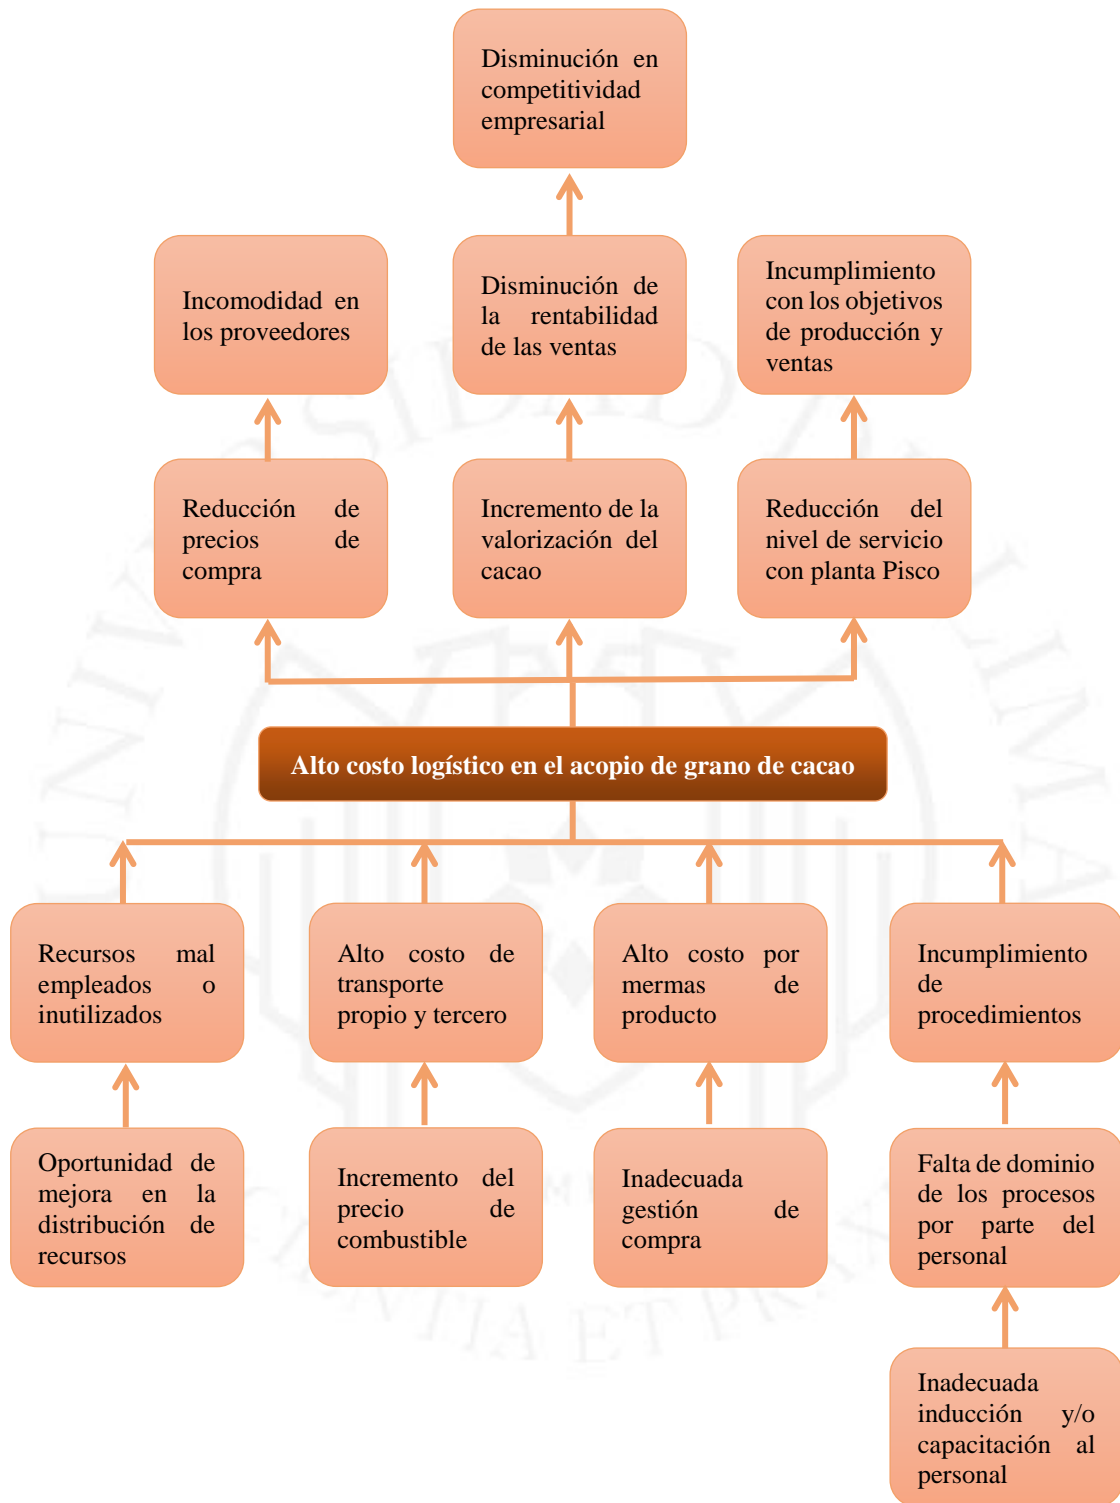 Disminución en
competitividad
empresarial
Incomodidad en
los proveedores
Disminución de
la rentabilidad
de las ventas
Incumplimiento
con los objetivos
de producción y
ventas
Reducción de
precios de
compra
Incremento de la
valorización del
cacao
Reducción del
nivel de servicio
con planta Pisco
Alto costo logístico en el acopio de grano de cacao
Recursos mal
empleados o
inutilizados
Alto costo de
transporte
propio y tercero
Alto costo por
mermas de
producto
Incumplimiento
de
procedimientos
Oportunidad de
mejora en la
distribución de
recursos
Incremento del
precio de
combustible
Inadecuada
gestión de
compra
Falta de dominio
de los procesos
por parte del
personal
Inadecuada
inducción y/o
capacitación al
personal